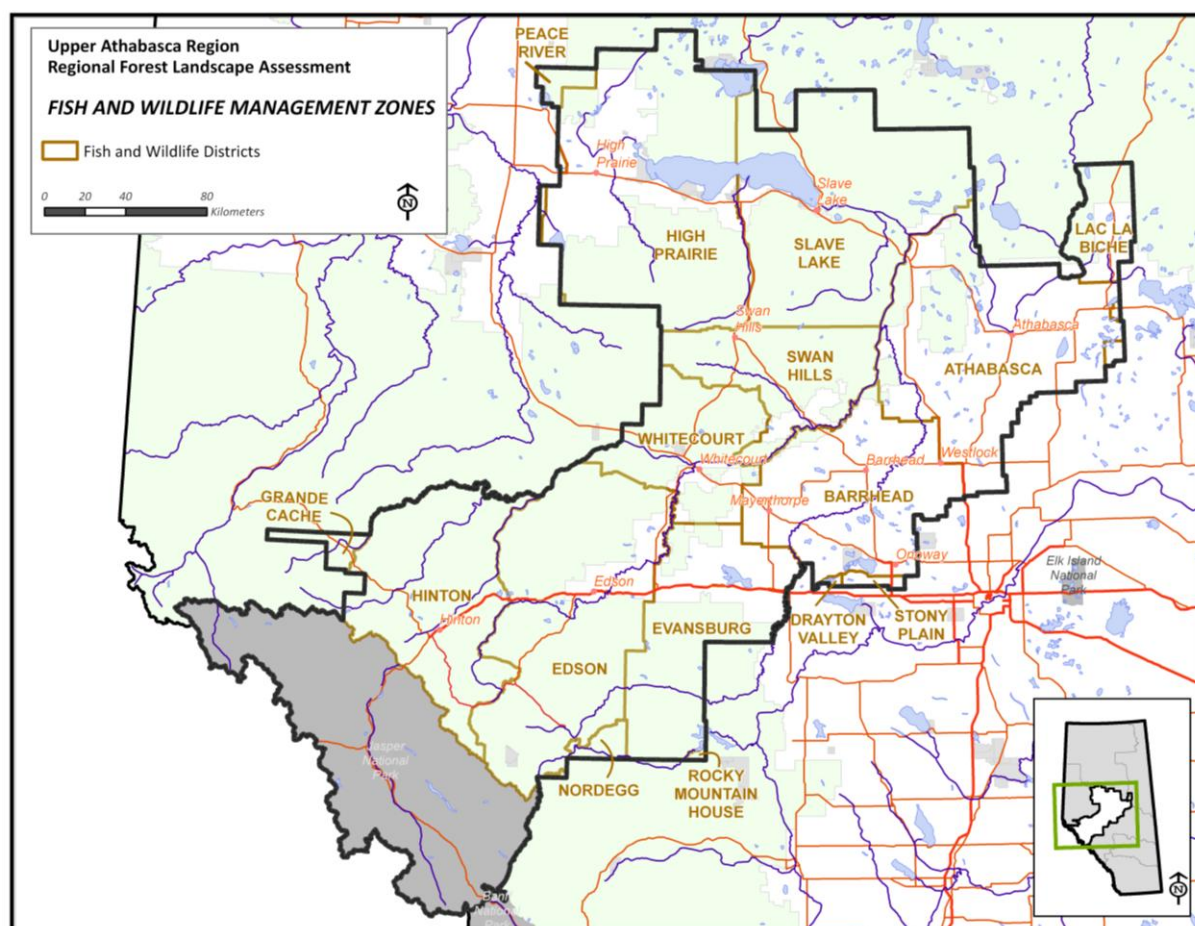 Upper Athabasca Region
Regional Forest Landscape Assessment
FISH AND WILDLIFE MANAGEMENT ZONES
Fish and Wildlife Districts
0 20 40 80
Kilometers
N
PEACE
RIVER
High
Prairie
Slave
Lake
LAC LA
BICHE
HIGH
PRAIRIE
SLAVE
LAKE
Swan
Hills
Athabasca
SWAN
HILLS
ATHABASCA
WHITECOURT
Whitecourt
Barrhead
Westlock
GRANDE
CACHE
Mayerthorpe
BARRHEAD
Onoway
Elk Island
National
Park
Edson
HINTON
Hinton
EVANSBURG
DRAYTON
VALLEY
STONY
PLAIN
EDSON
Jasper
National
Park
NORDEGG
ROCKY
MOUNTAIN
HOUSE
N